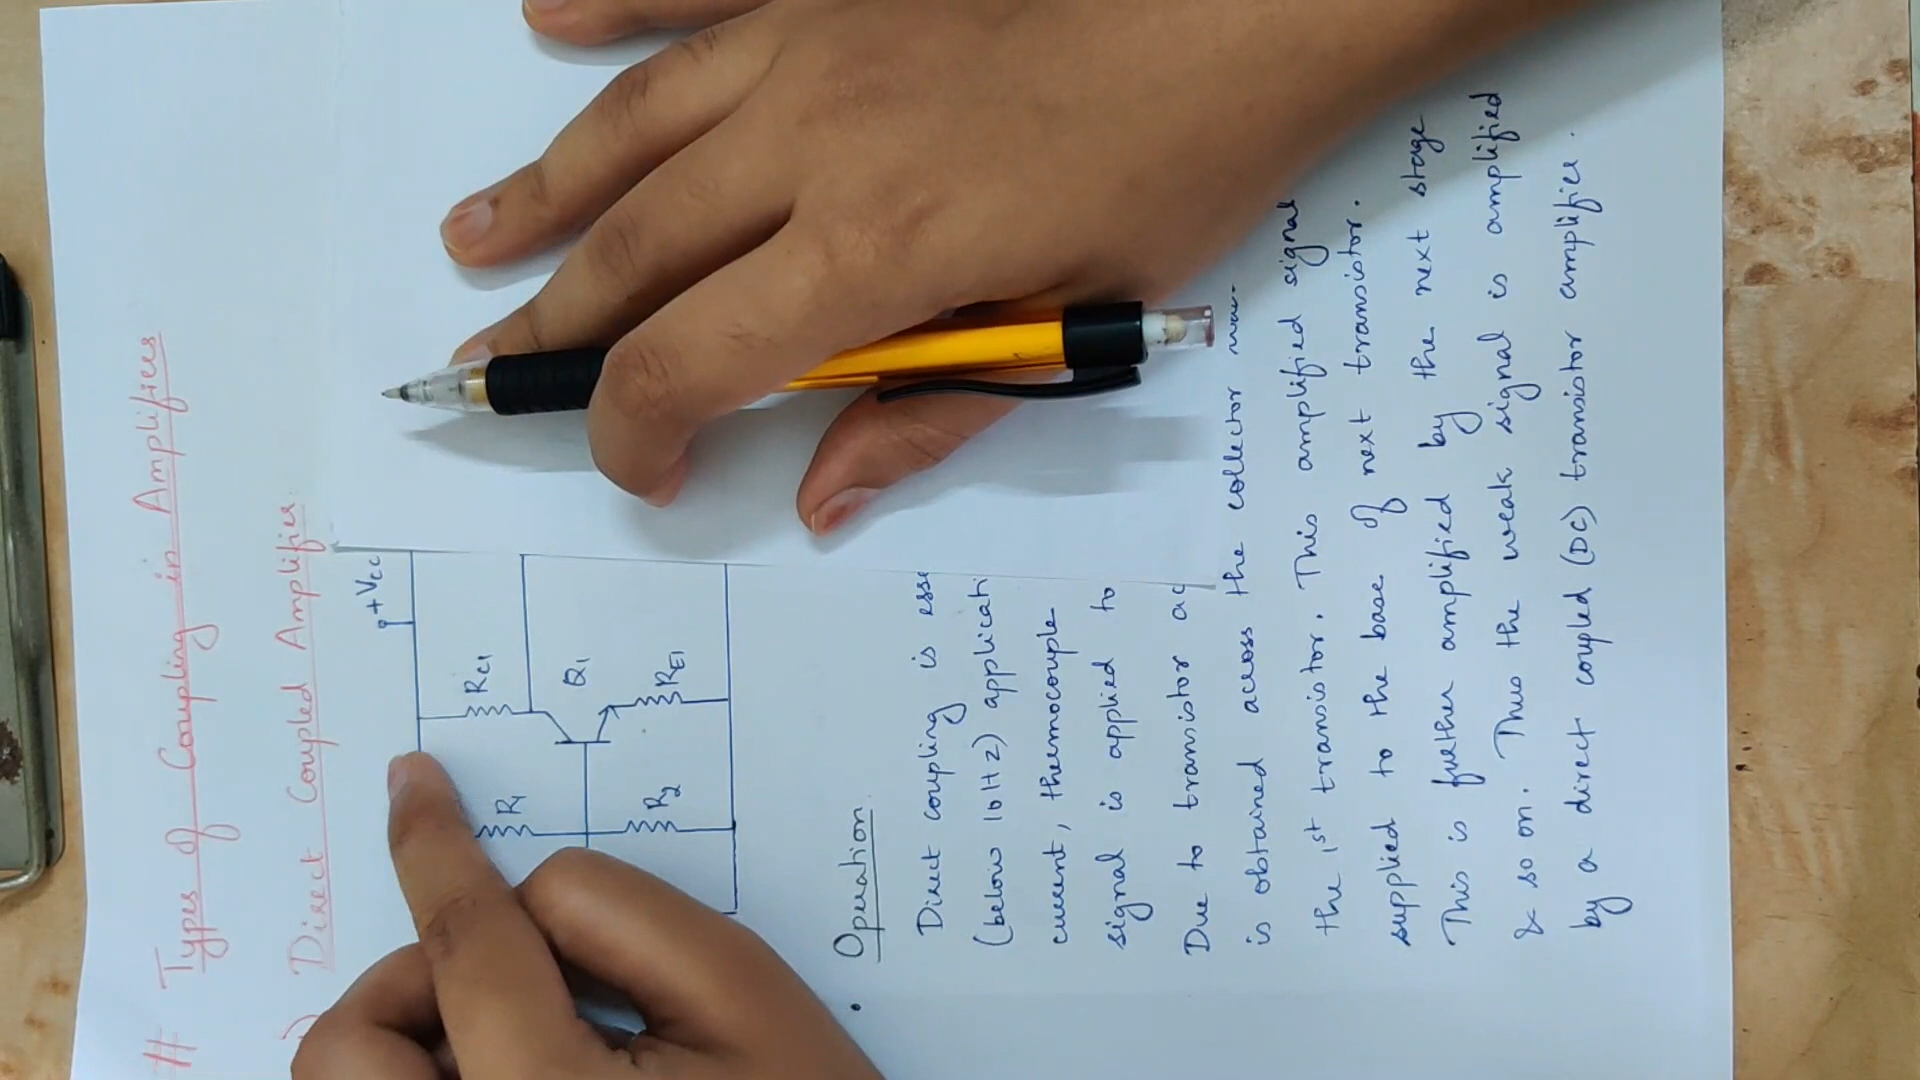 # Types of Coupling in Amplifiers
) Direct Coupled Amplifier
+Vcc
R1
RC1
Q1
R2
RE1
• Operation
Direct coupling is esse
(below 10Hz) applicati
current, thermocouple
signal is applied to
Due to transistor ac
is obtained across the collector
the 1st transistor. This amplified signal
supplied to the base of next transistor.
This is further amplified by the next stage
& so on. Thus the weak signal is amplified
by a direct coupled (DC) transistor amplifier.